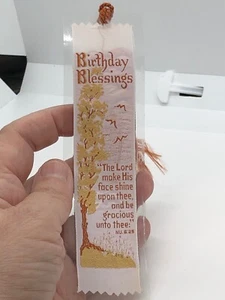 Birthday
Blessings
"The Lord
make His
face shine
upon thee,
and be
gracious
unto thee:"